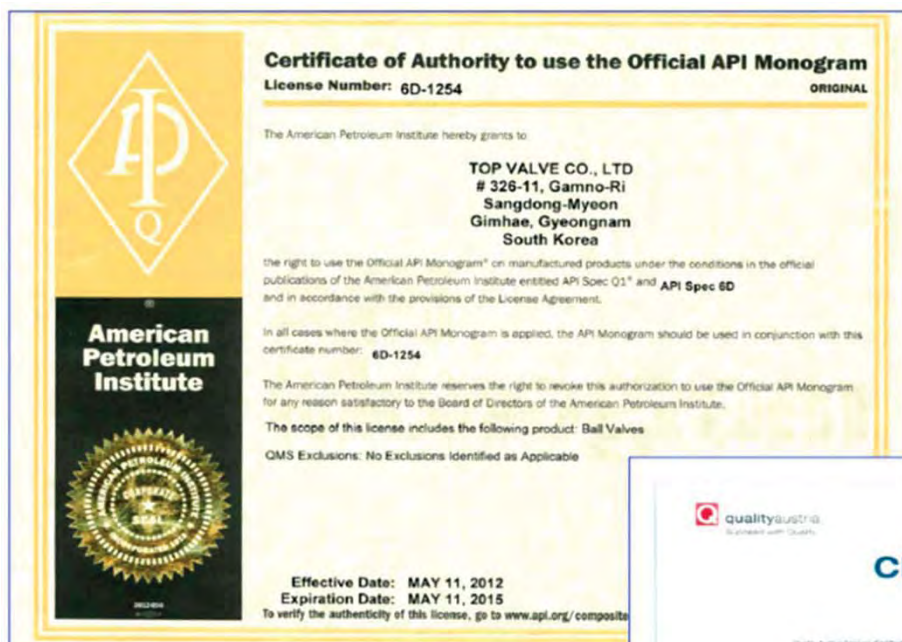 Certificate of Authority to use the Official API Monogram
License Number: 6D-1254
ORIGINAL
The American Petroleum Institute hereby grants to
TOP VALVE CO., LTD
# 326-11, Gamno-Ri
Sangdong-Myeon
Gimhae, Gyeongnam
South Korea
the right to use the Official API Monogram® on manufactured products under the conditions in the official
publications of the American Petroleum Institute entitled API Spec Q1® and API Spec 6D
and in accordance with the provisions of the License Agreement.
In all cases where the Official API Monogram is applied, the API Monogram should be used in conjunction with this
certificate number: 6D-1254
The American Petroleum Institute reserves the right to revoke this authorization to use the Official API Monogram
for any reason satisfactory to the Board of Directors of the American Petroleum Institute.
The scope of this license includes the following product: Ball Valves
QMS Exclusions: No Exclusions Identified as Applicable
Effective Date: MAY 11, 2012
Expiration Date: MAY 11, 2015
To verify the authenticity of this license, go to www.api.org/composite
API
Q
American
Petroleum
Institute
AMERICAN PETROLEUM INSTITUTE
CORPORATE
SEAL
Q qualityaustria
Succeed with Quality
C